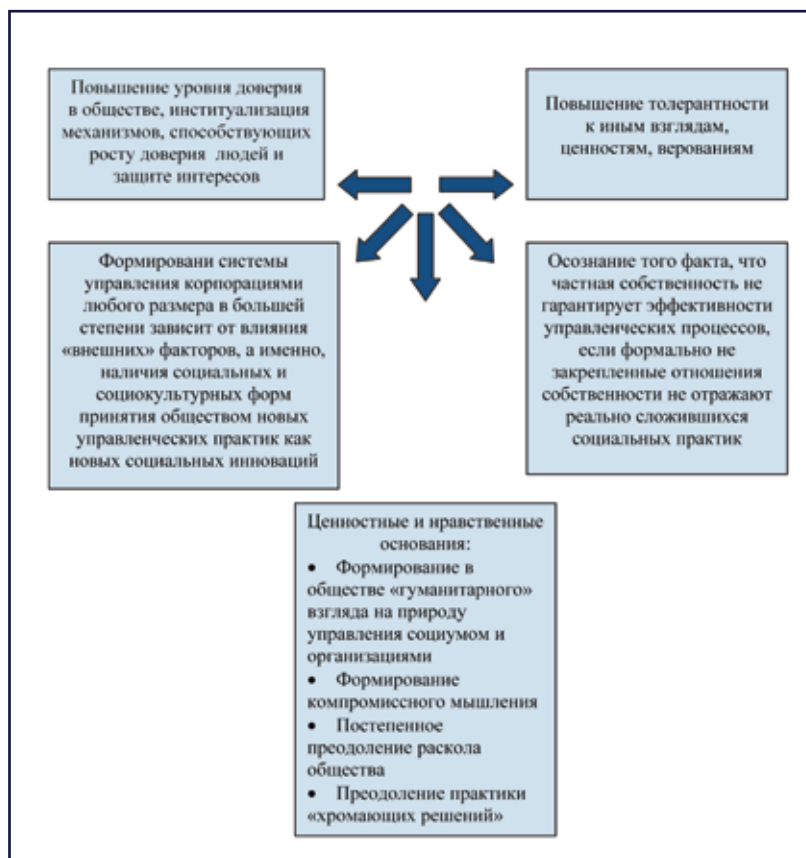 Повышение уровня доверия
в обществе, институализация
механизмов, способствующих
росту доверия людей и
защите интересов
Повышение толерантности
к иным взглядам,
ценностям, верованиям
Формировани системы
управления корпорациями
любого размера в большей
степени зависит от влияния
«внешних» факторов, а именно,
наличия социальных и
социокультурных форм
принятия обществом новых
управленческих практик как
новых социальных инноваций
Осознание того факта, что
частная собственность не
гарантирует эффективности
управленческих процессов,
если формально не
закрепленные отношения
собственности не отражают
реально сложившихся
социальных практик
Ценностные и нравственные
основания:
• Формирование в
обществе «гуманитарного»
взгляда на природу
управления социумом и
организациями
• Формирование
компромиссного мышления
• Постепенное
преодоление раскола
общества
• Преодоление практики
«хромающих решений»